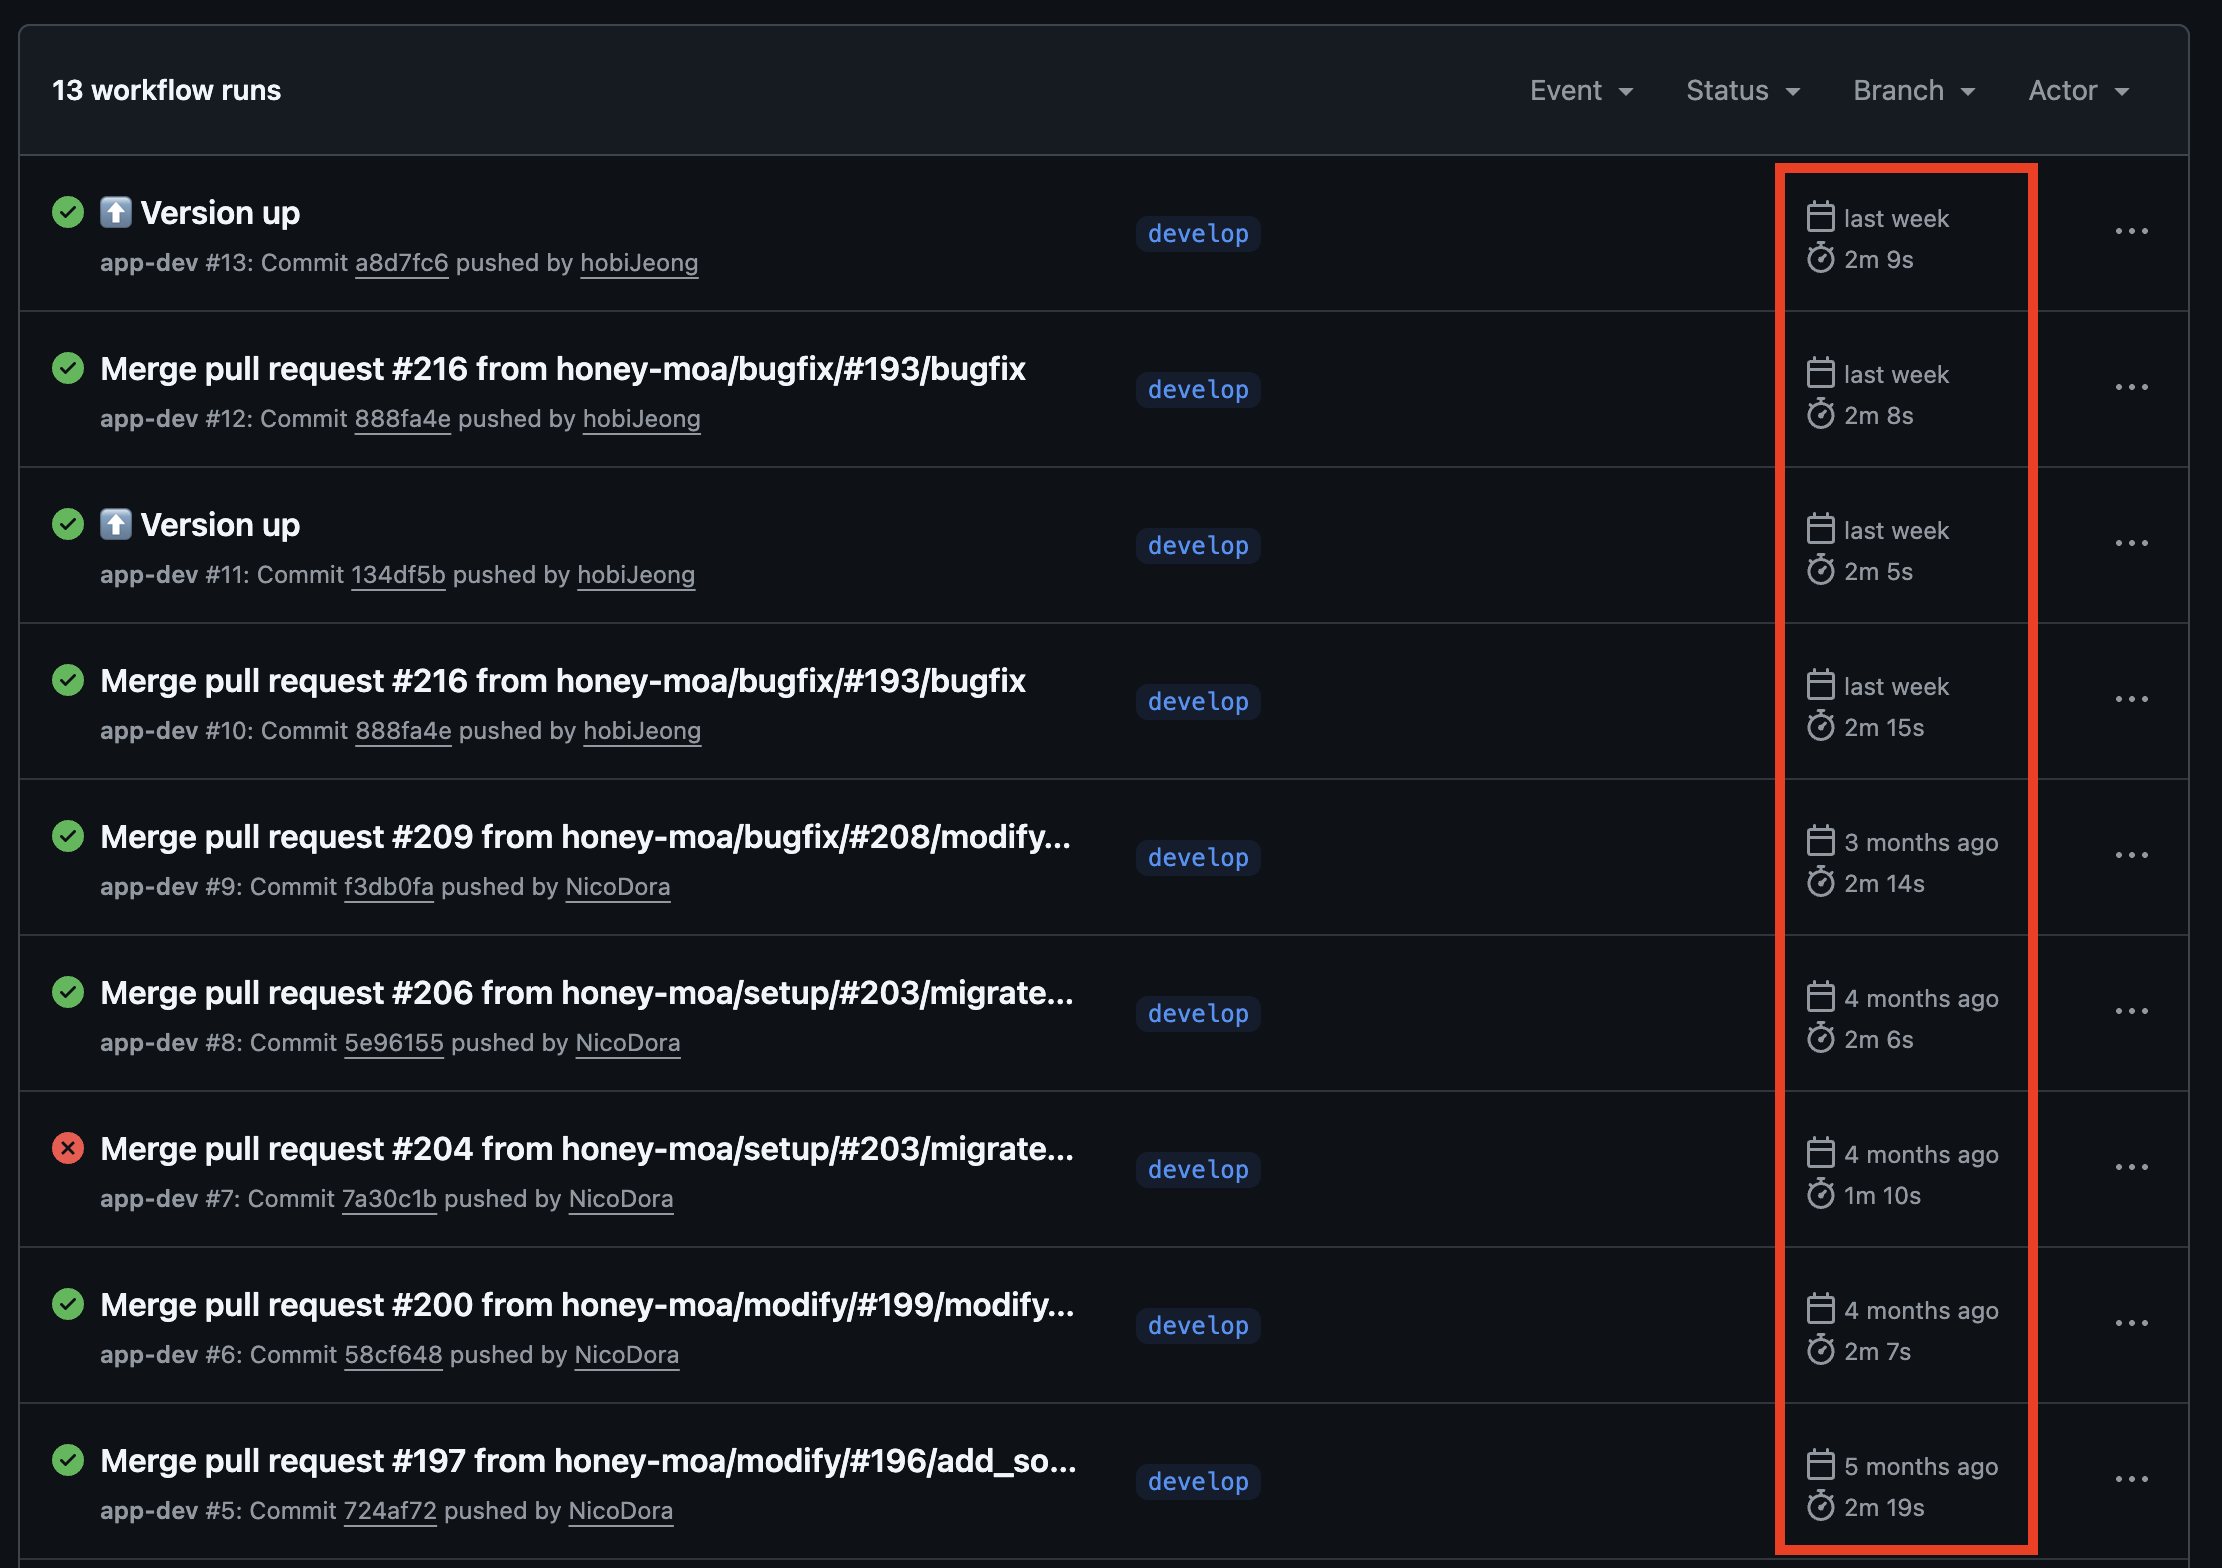 13 workflow runs
Event Status Branch Actor
Version up
app-dev #13: Commit a8d7fc6 pushed by hobiJeong
develop
last week
2m 9s
Merge pull request #216 from honey-moa/bugfix/#193/bugfix
app-dev #12: Commit 888fa4e pushed by hobiJeong
develop
last week
2m 8s
Version up
app-dev #11: Commit 134df5b pushed by hobiJeong
develop
last week
2m 5s
Merge pull request #216 from honey-moa/bugfix/#193/bugfix
app-dev #10: Commit 888fa4e pushed by hobiJeong
develop
last week
2m 15s
Merge pull request #209 from honey-moa/bugfix/#208/modify...
app-dev #9: Commit f3db0fa pushed by NicoDora
develop
3 months ago
2m 14s
Merge pull request #206 from honey-moa/setup/#203/migrate...
app-dev #8: Commit 5e96155 pushed by NicoDora
develop
4 months ago
2m 6s
Merge pull request #204 from honey-moa/setup/#203/migrate...
app-dev #7: Commit 7a30c1b pushed by NicoDora
develop
4 months ago
1m 10s
Merge pull request #200 from honey-moa/modify/#199/modify...
app-dev #6: Commit 58cf648 pushed by NicoDora
develop
4 months ago
2m 7s
Merge pull request #197 from honey-moa/modify/#196/add_so...
app-dev #5: Commit 724af72 pushed by NicoDora
develop
5 months ago
2m 19s